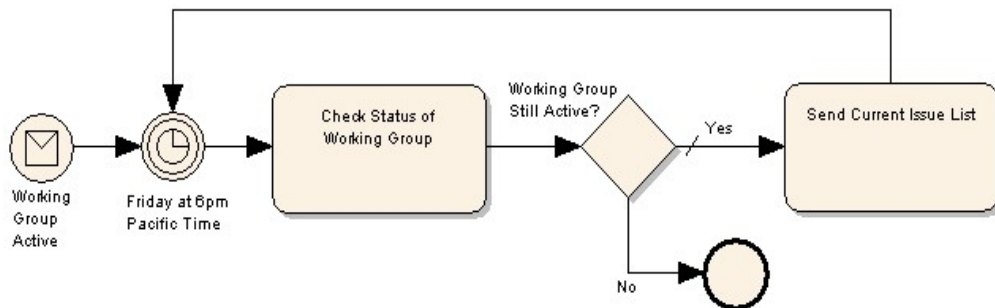 Working
Group
Active
Friday at 6pm
Pacific Time
Check Status of
Working Group
Working Group
Still Active?
Yes
No
Send Current Issue List